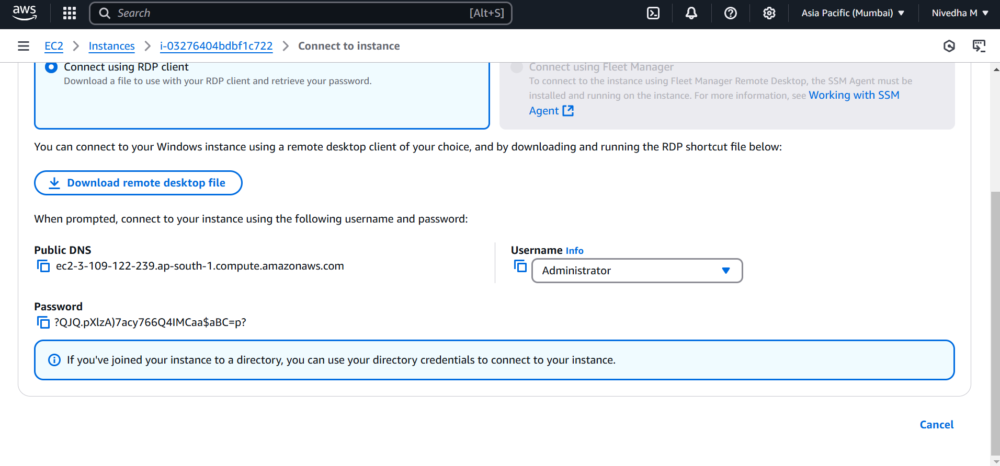 aws
Search [Alt+S]
Asia Pacific (Mumbai)
Nivedha M
EC2 > Instances > i-03276404bdbf1c722 > Connect to instance
Connect using RDP client
Download a file to use with your RDP client and retrieve your password.
Connect using Fleet Manager
To connect to the instance using Fleet Manager Remote Desktop, the SSM Agent must be
installed and running on the instance. For more information, see Working with SSM
Agent
You can connect to your Windows instance using a remote desktop client of your choice, and by downloading and running the RDP shortcut file below:
Download remote desktop file
When prompted, connect to your instance using the following username and password:
Public DNS
ec2-3-109-122-239.ap-south-1.compute.amazonaws.com
Username Info
Administrator
Password
?QJQ.pXlzA)7acy766Q4IMCaa$aBC=p?
If you've joined your instance to a directory, you can use your directory credentials to connect to your instance.
Cancel